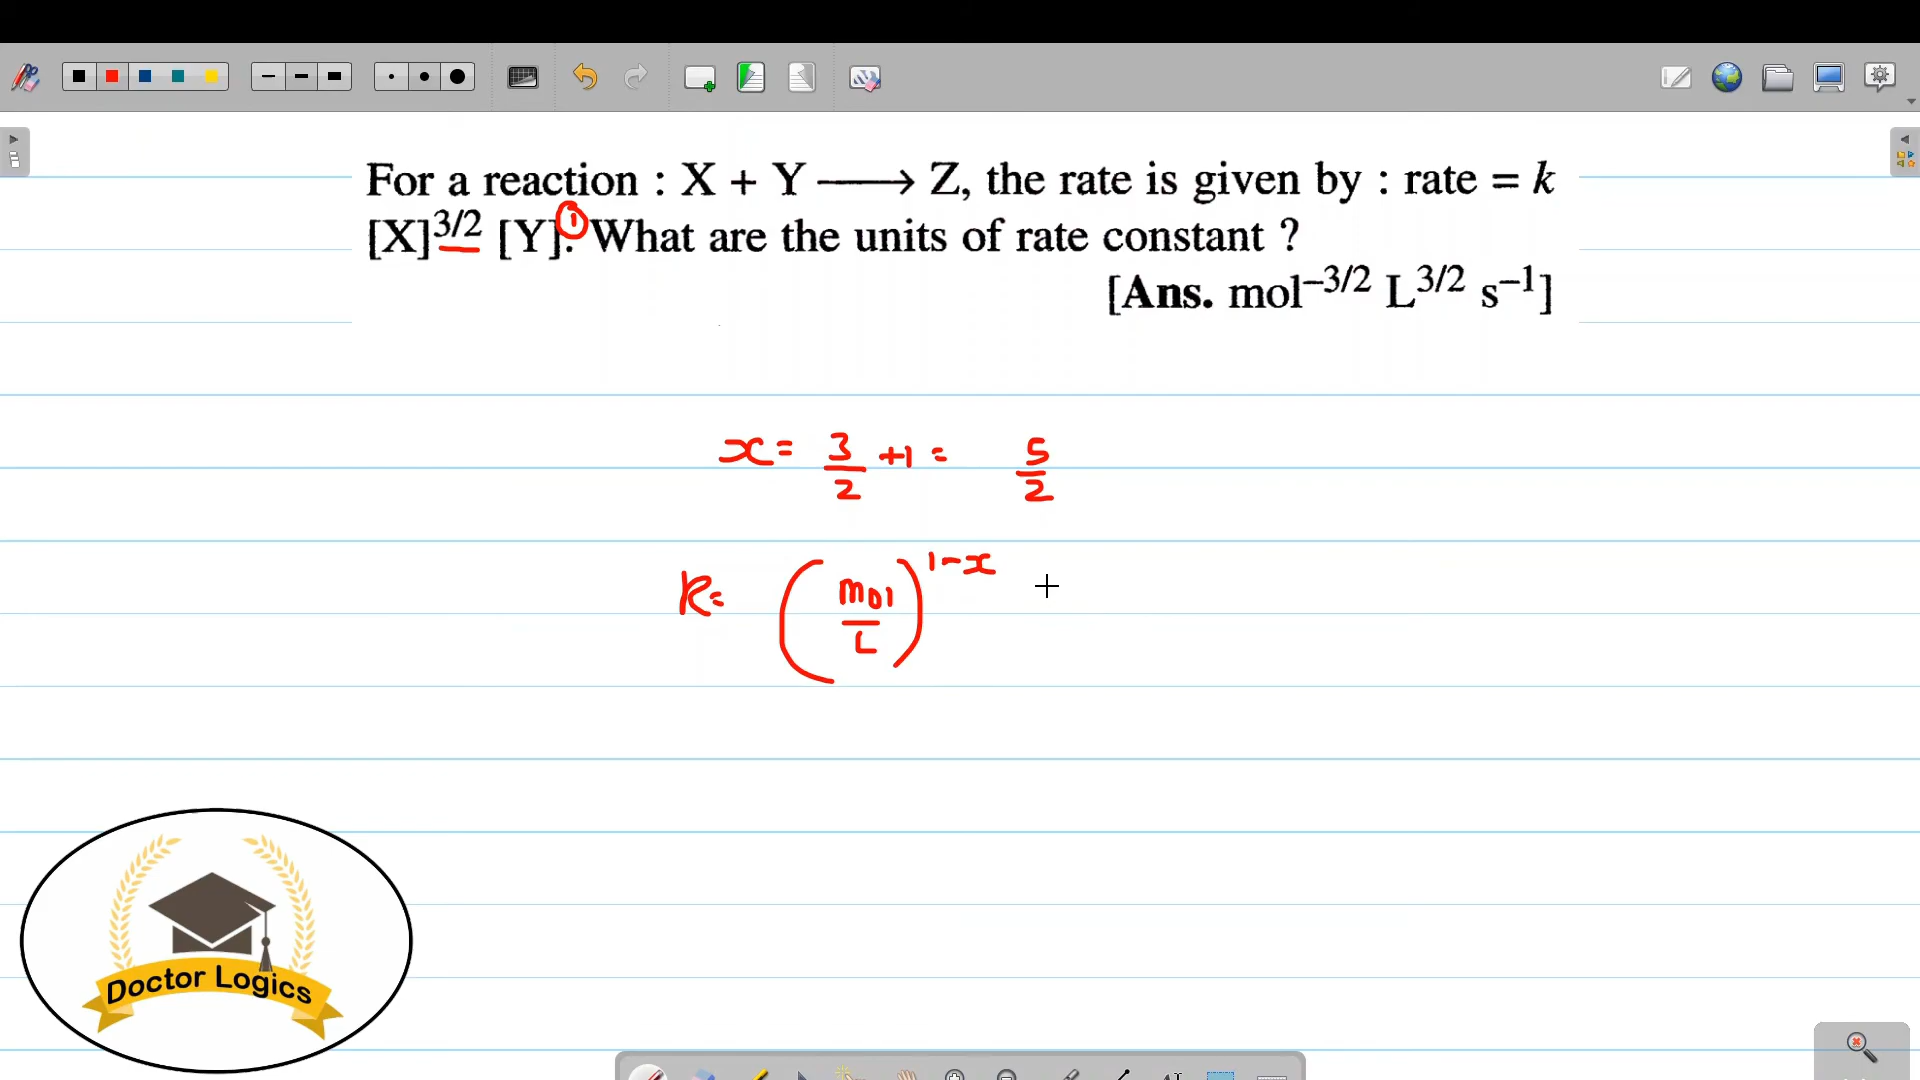 For a reaction : X + Y ⟶ Z, the rate is given by : rate = k
[X]^3/2 [Y]^1. What are the units of rate constant ?
[Ans. mol^–3/2 L^3/2 s^–1]
x = 3/2 + 1 = 5/2
K = (mol/L)^1-x
Doctor Logics